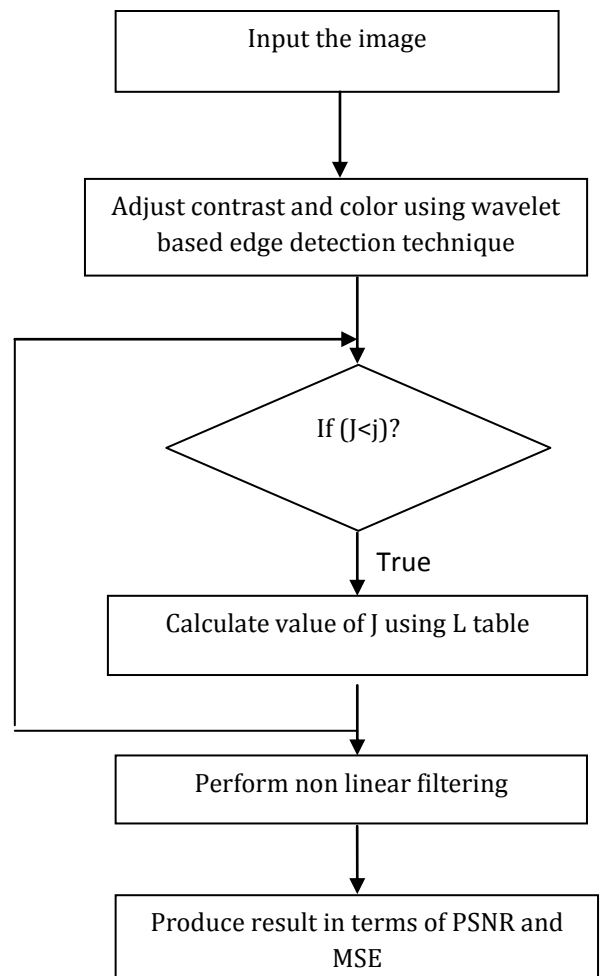 Input the image
Adjust contrast and color using wavelet
based edge detection technique
If (J<j)?
True
Calculate value of J using L table
Perform non linear filtering
Produce result in terms of PSNR and
MSE